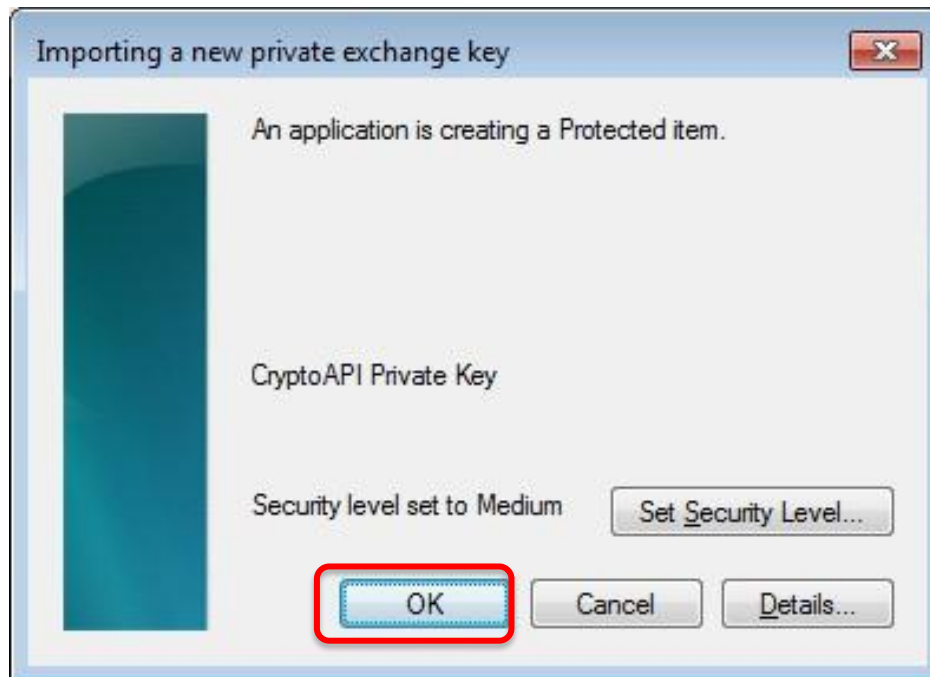 Importing a new private exchange key
An application is creating a Protected item.
CryptoAPI Private Key
Security level set to Medium
Set Security Level...
OK
Cancel
Details...